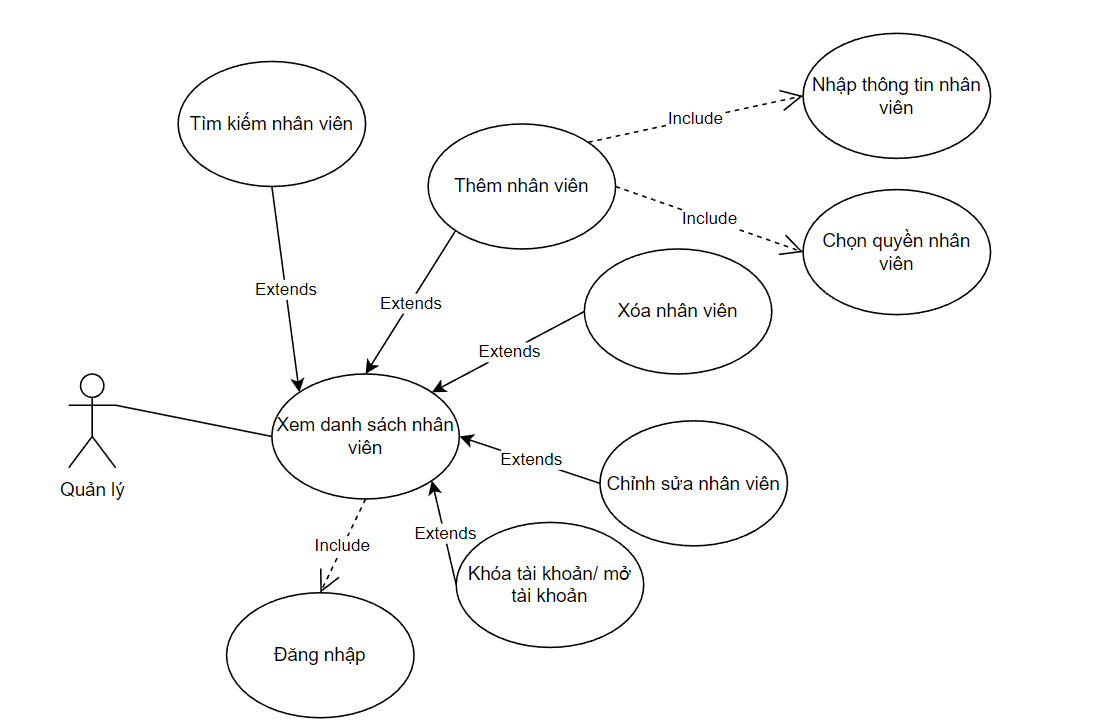 Nhập thông tin nhân
viên
Tìm kiếm nhân viên
Include
Thêm nhân viên
Include
Chọn quyền nhân
viên
Extends
Extends
Xóa nhân viên
Extends
Xem danh sách nhân
viên
Extends
Chỉnh sửa nhân viên
Quản lý
Extends
Include
Khóa tài khoản/ mở
tài khoản
Đăng nhập